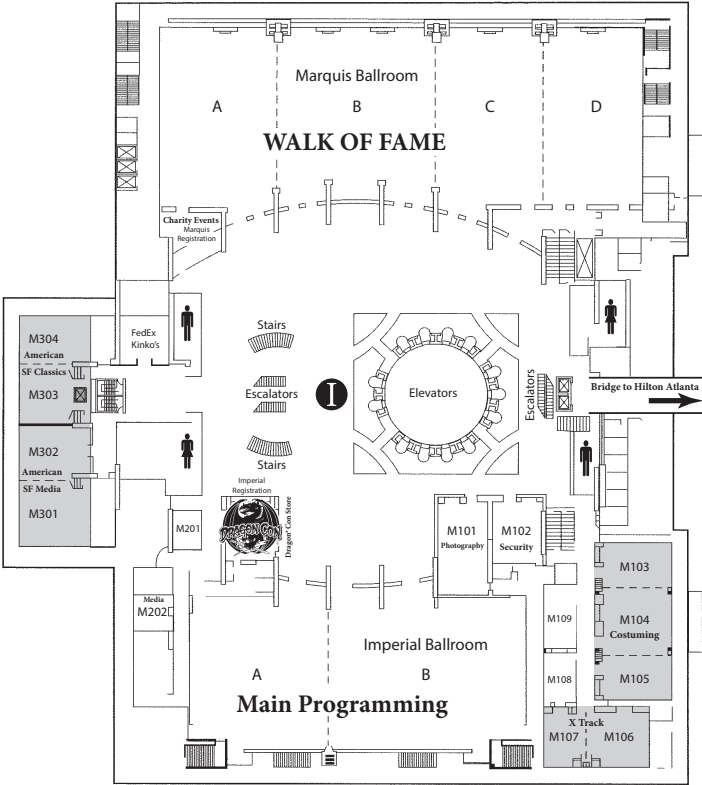 Marquis Ballroom
A
B
C
D
WALK OF FAME
Charity Events
Marquis
Registration
M304
American
SF Classics
M303
FedEx
Kinko's
Stairs
Escalators
I
Elevators
Escalators
Bridge to Hilton Atlanta
M302
American
SF Media
M301
Stairs
Imperial
Registration
M201
DRAGON CON
Dragon* Con Store
M101
Photography
M102
Security
M103
Media
M202
M109
M104
Costuming
Imperial Ballroom
A
B
M108
M105
Main Programming
X Track
M107
M106